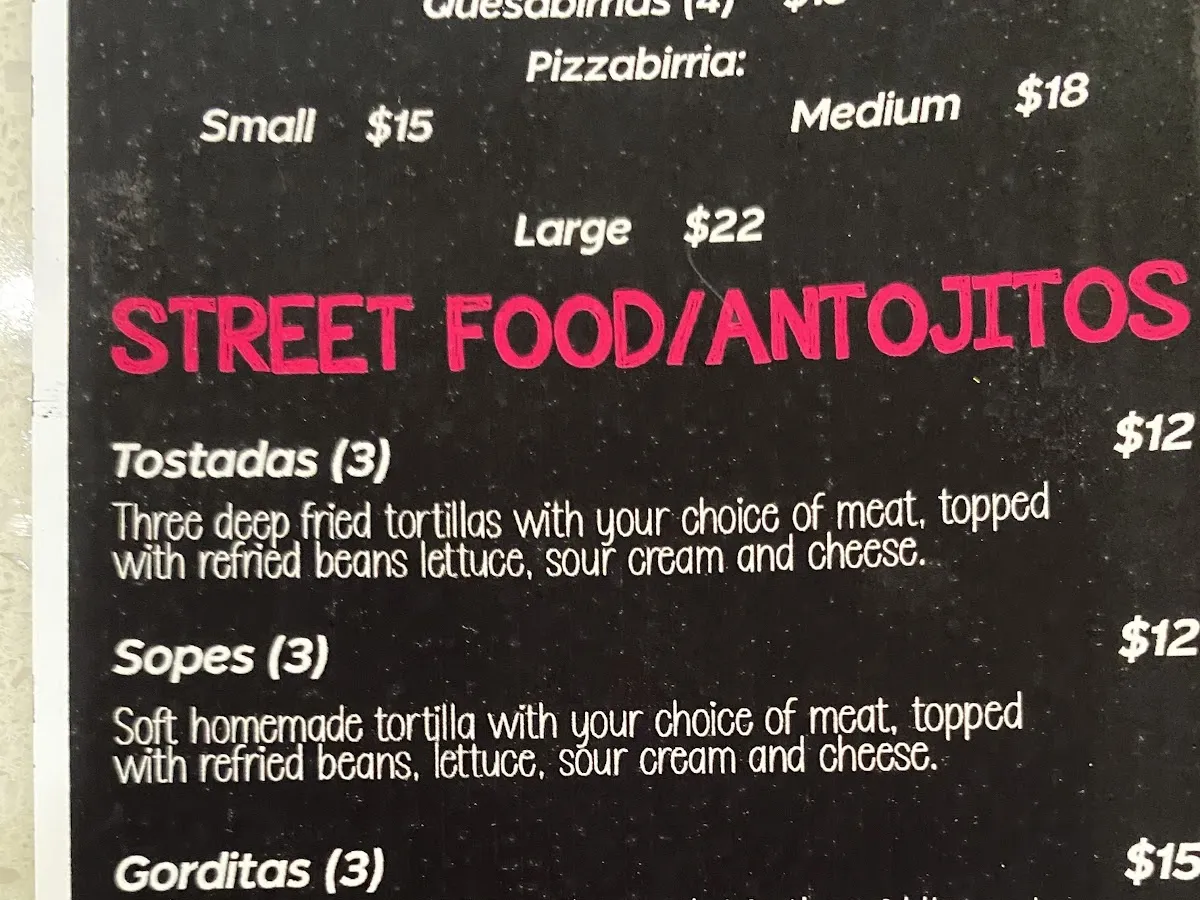 Quesabirrias (4)
Pizzabirria:
Small $15 Medium $18
Large $22
STREET FOOD/ANTOJITOS
Tostadas (3) $12
Three deep fried tortillas with your choice of meat, topped
with refried beans lettuce, sour cream and cheese.
Sopes (3) $12
Soft homemade tortilla with your choice of meat, topped
with refried beans, lettuce, sour cream and cheese.
Gorditas (3) $15